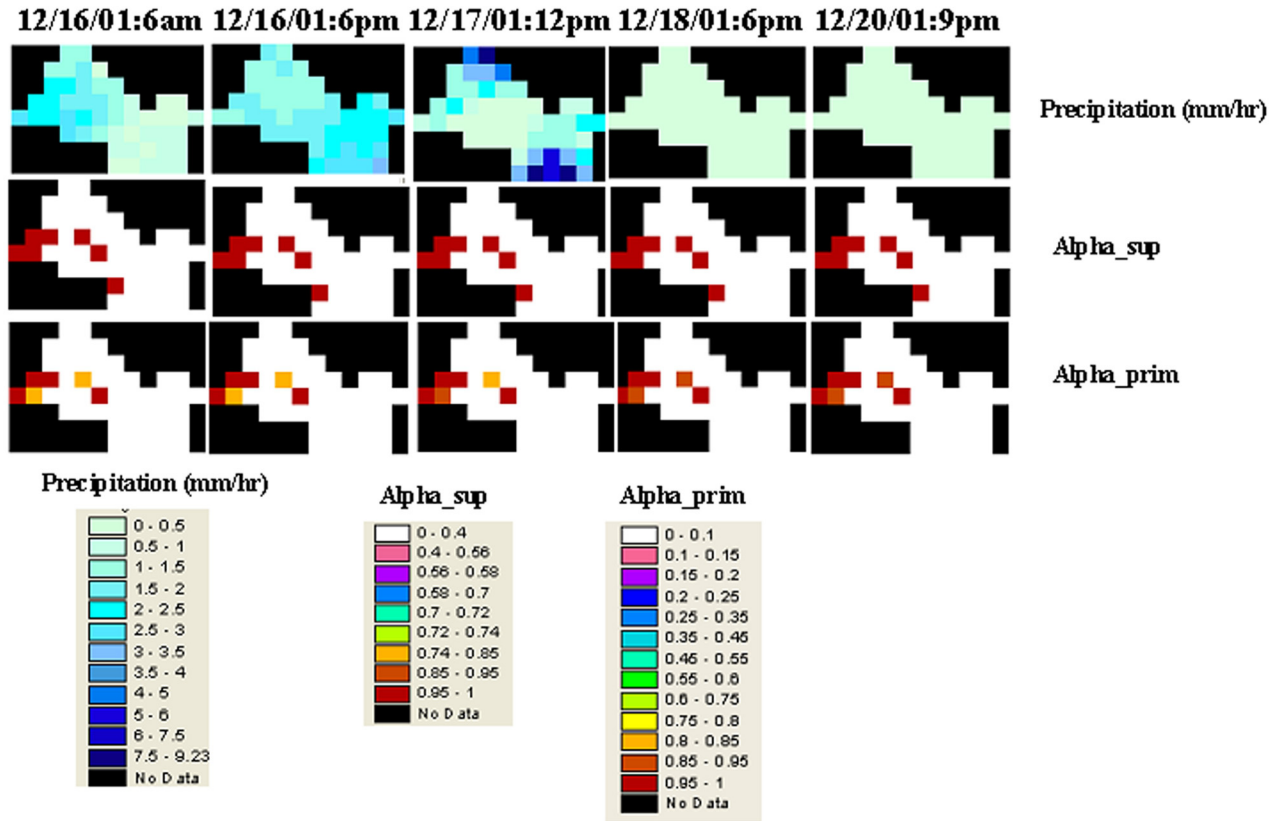 12/16/01:6am 12/16/01:6pm 12/17/01:12pm 12/18/01:6pm 12/20/01:9pm
Precipitation (mm/hr)
Alpha_sup
Alpha_prim
Precipitation (mm/hr)
0 - 0.5
0.5 - 1
1 - 1.5
1.5 - 2
2 - 2.5
2.5 - 3
3 - 3.5
3.5 - 4
4 - 5
5 - 6
6 - 7.5
7.5 - 9.23
No Data
Alpha_sup
0 - 0.4
0.4 - 0.56
0.56 - 0.58
0.58 - 0.7
0.7 - 0.72
0.72 - 0.74
0.74 - 0.85
0.85 - 0.95
0.95 - 1
No Data
Alpha_prim
0 - 0.1
0.1 - 0.15
0.15 - 0.2
0.2 - 0.25
0.25 - 0.35
0.35 - 0.45
0.45 - 0.55
0.55 - 0.6
0.6 - 0.75
0.75 - 0.8
0.8 - 0.85
0.85 - 0.95
0.95 - 1
No Data